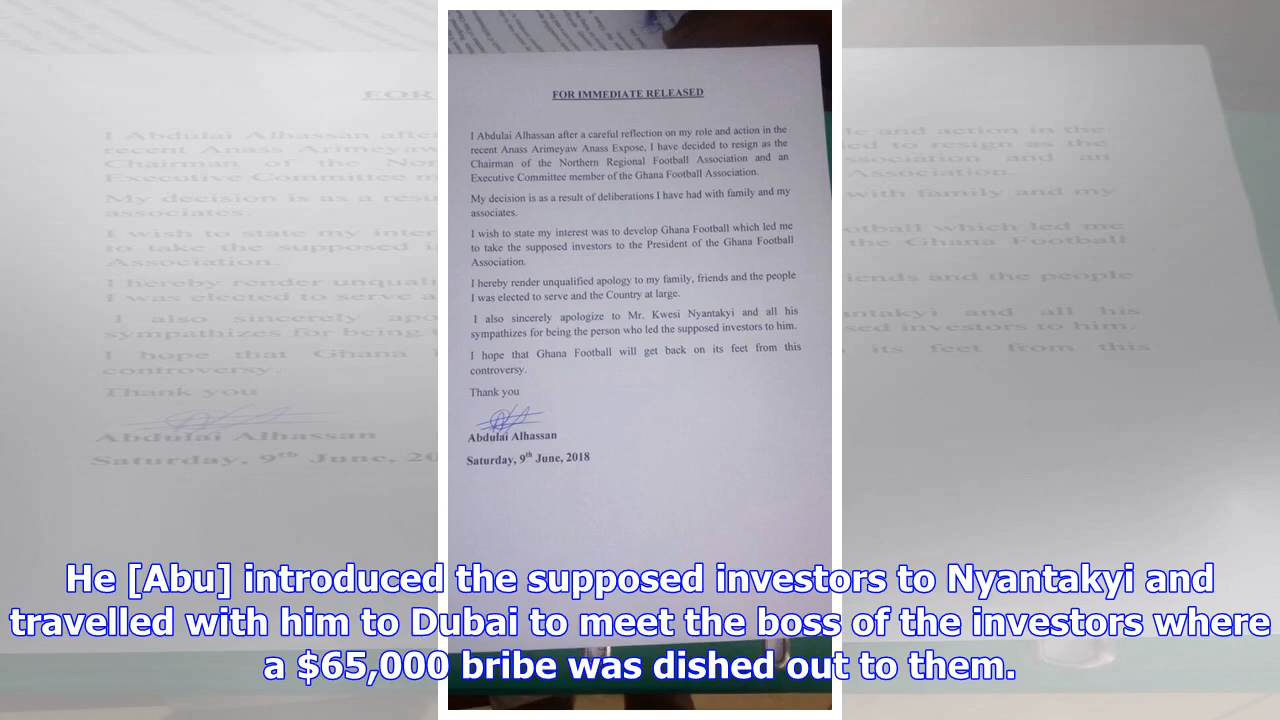 FOR IMMEDIATE RELEASED
I Abdulai Alhassan after a careful reflection on my role and action in the
recent Anass Arimeyaw Anass Expose, I have decided to resign as the
Chairman of the Northern Regional Football Association and an
Executive Committee member of the Ghana Football Association.
My decision is as a result of deliberations I have had with family and my
associates.
I wish to state my interest was to develop Ghana Football which led me
to take the supposed investors to the President of the Ghana Football
Association.
I hereby render unqualified apology to my family, friends and the people
I was elected to serve and the Country at large.
I also sincerely apologize to Mr. Kwesi Nyantakyi and all his
sympathizes for being the person who led the supposed investors to him.
I hope that Ghana Football will get back on its feet from this
controversy.
Thank you
Abdulai Alhassan
Saturday, 9th June, 2018
He [Abu] introduced the supposed investors to Nyantakyi and
travelled with him to Dubai to meet the boss of the investors where
a $65,000 bribe was dished out to them.